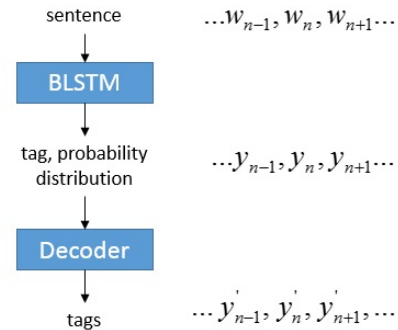 sentence ...w_{n-1}, w_n, w_{n+1}...
BLSTM
tag, probability
distribution ...y_{n-1}, y_n, y_{n+1}...
Decoder
tags ...y'_{n-1}, y'_n, y'_{n+1},...